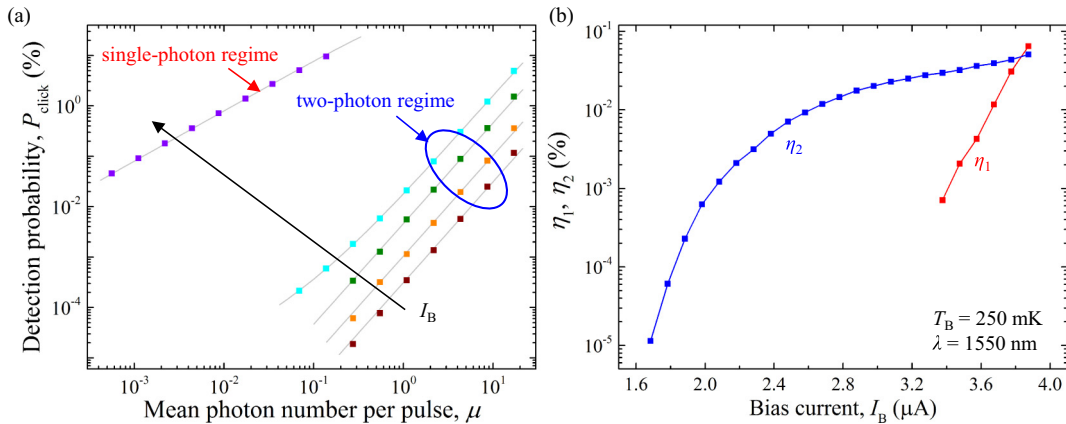 (a)
single-photon regime
two-photon regime
I_B
Detection probability, P_click (%)
10^1
10^0
10^-2
10^-4
10^-3
10^-2
10^-1
10^0
10^1
Mean photon number per pulse, μ
(b)
η_1, η_2 (%)
10^-1
10^-2
10^-3
10^-4
10^-5
η_2
η_1
T_B = 250 mK
λ = 1550 nm
1.6
2.0
2.4
2.8
3.2
3.6
4.0
Bias current, I_B (μA)